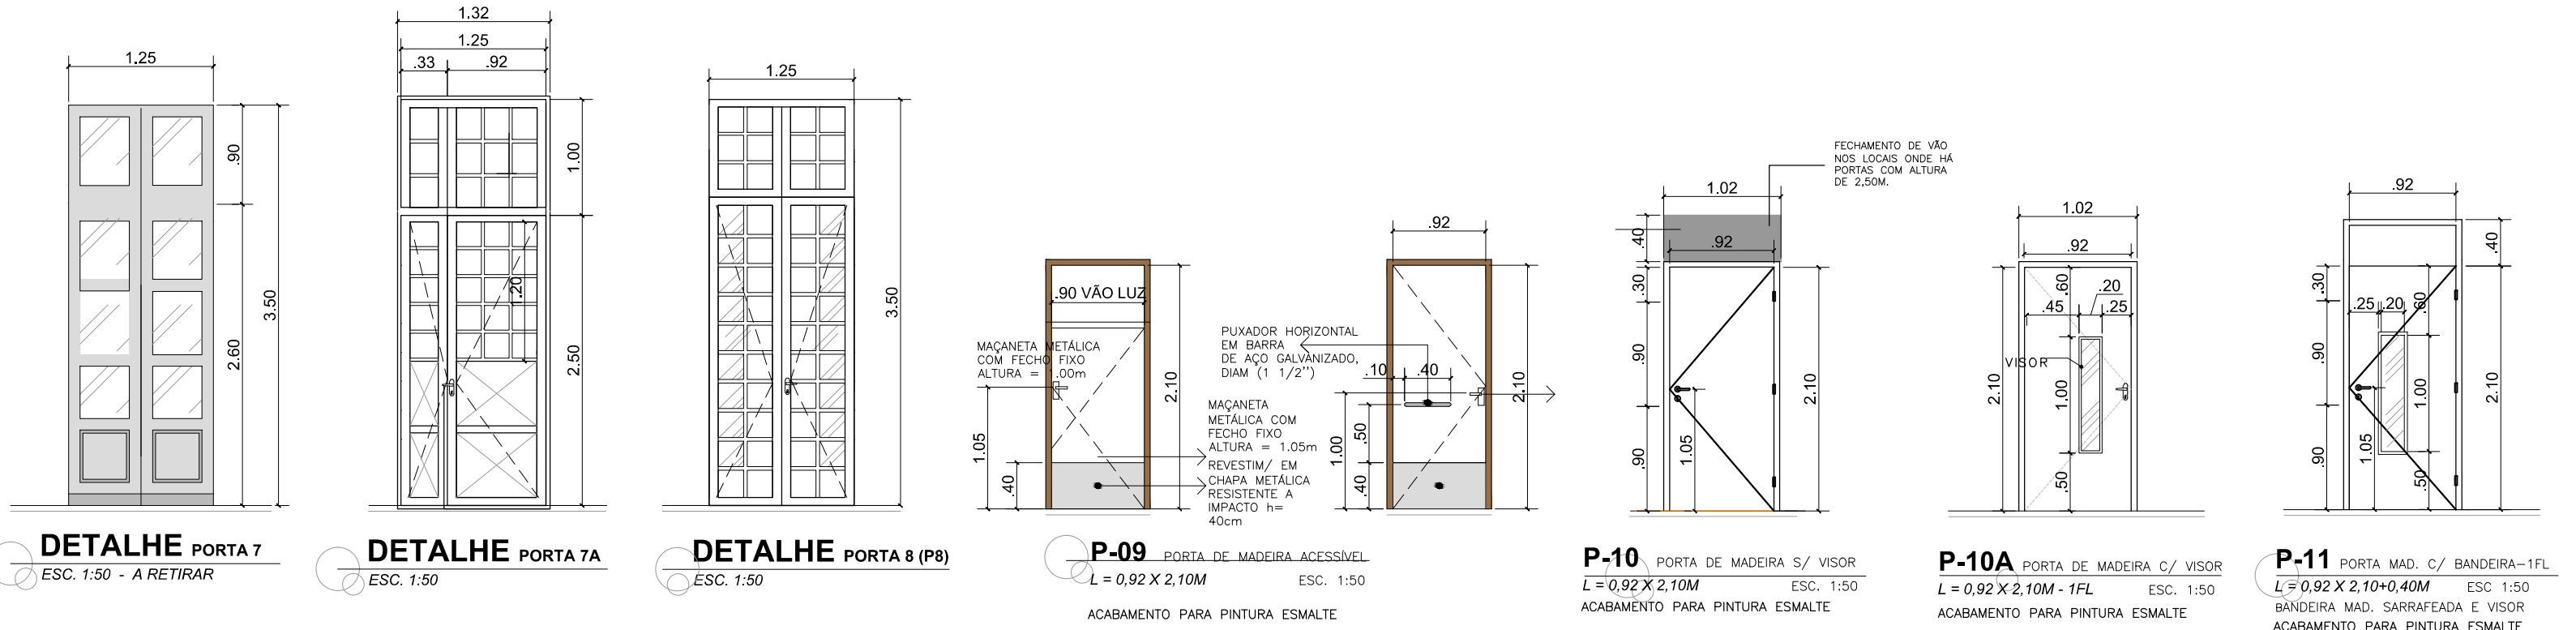 1.25
.90
2.60
3.50
DETALHE PORTA 7
ESC. 1:50 - A RETIRAR
1.32
1.25
.33
.92
1.00
1.20
2.50
DETALHE PORTA 7A
ESC. 1:50
1.25
3.50
DETALHE PORTA 8 (P8)
ESC. 1:50
.90 VÃO LUZ
MAÇANETA METÁLICA
COM FECHO FIXO
ALTURA = 1.00m
1.05
.40
2.10
PUXADOR HORIZONTAL
EM BARRA
DE AÇO GALVANIZADO,
DIAM (1 1/2'')
MAÇANETA
METÁLICA COM
FECHO FIXO
ALTURA = 1.05m
REVESTIM/ EM
CHAPA METÁLICA
RESISTENTE A
IMPACTO h=
40cm
.92
.10
.40
1.00
.50
.40
2.10
P-09 PORTA DE MADEIRA ACESSÍVEL
L = 0,92 X 2,10M ESC. 1:50
ACABAMENTO PARA PINTURA ESMALTE
FECHAMENTO DE VÃO
NOS LOCAIS ONDE HÁ
PORTAS COM ALTURA
DE 2,50M.
1.02
.40
.92
.30
.90
.90
1.05
2.10
P-10 PORTA DE MADEIRA S/ VISOR
L = 0,92 X 2,10M ESC. 1:50
ACABAMENTO PARA PINTURA ESMALTE
1.02
.92
.60
.20
.45
.25
VISOR
2.10
1.00
.50
P-10A PORTA DE MADEIRA C/ VISOR
L = 0,92 X 2,10M - 1FL ESC. 1:50
ACABAMENTO PARA PINTURA ESMALTE
.92
.40
.30
.25
.20
.60
.90
1.00
2.10
.90
1.05
.50
P-11 PORTA MAD. C/ BANDEIRA-1FL
L = 0,92 X 2,10+0,40M ESC 1:50
BANDEIRA MAD. SARRAFEADA E VISOR
ACABAMENTO PARA PINTURA ESMALTE